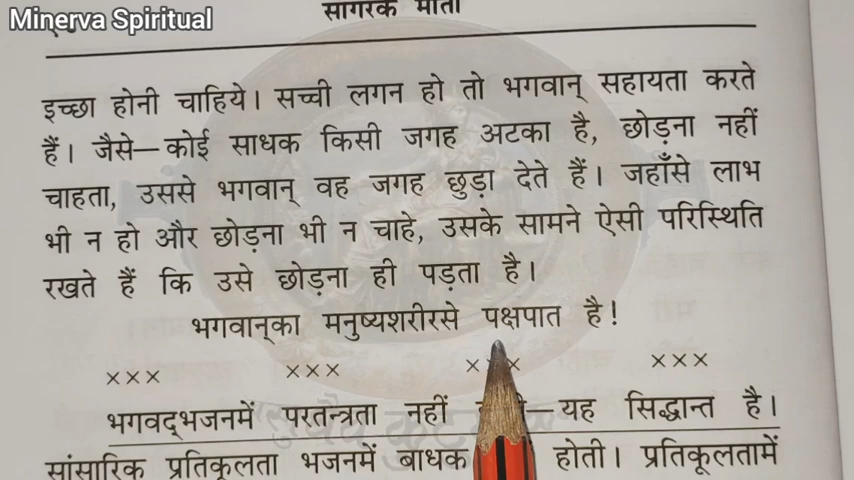 Minerva Spiritual
सागरके मोती
इच्छा होनी चाहिये। सच्ची लगन हो तो भगवान् सहायता करते
हैं। जैसे—कोई साधक किसी जगह अटका है, छोड़ना नहीं
चाहता, उससे भगवान् वह जगह छुड़ा देते हैं। जहाँसे लाभ
भी न हो और छोड़ना भी न चाहे, उसके सामने ऐसी परिस्थिति
रखते हैं कि उसे छोड़ना ही पड़ता है।
भगवान्‌का मनुष्यशरीरसे पक्षपात है!
××× ××× × × ×××
भगवद्भजनमें परतन्त्रता नहीं —यह सिद्धान्त है।
सांसारिक प्रतिकूलता भजनमें बाधक होती। प्रतिकूलतामें